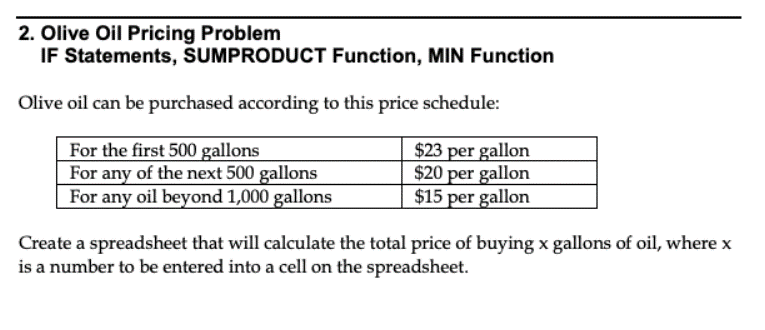 2. Olive Oil Pricing Problem
IF Statements, SUMPRODUCT Function, MIN Function
Olive oil can be purchased according to this price schedule:
For the first 500 gallons $23 per gallon
For any of the next 500 gallons $20 per gallon
For any oil beyond 1,000 gallons $15 per gallon
Create a spreadsheet that will calculate the total price of buying x gallons of oil, where x
is a number to be entered into a cell on the spreadsheet.